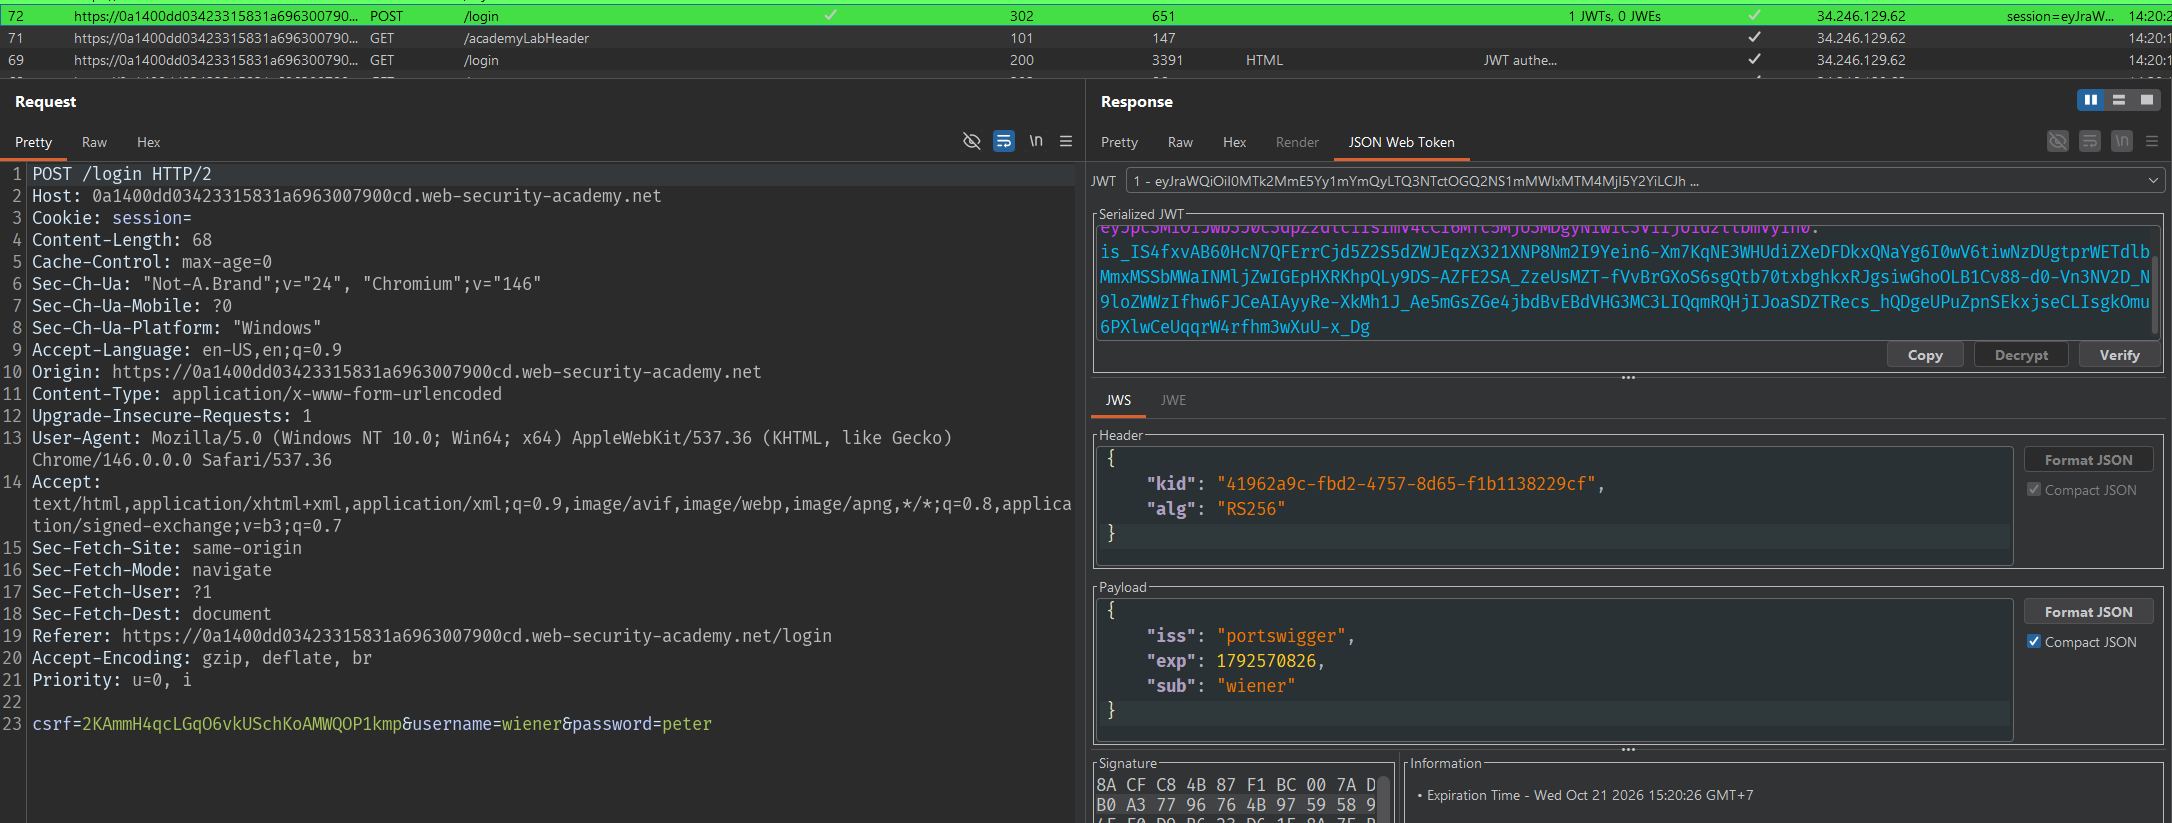 72 https://0a1400dd03423315831a696300790... POST /login 302 651 1 JWTs, 0 JWEs 34.246.129.62 session=eyJraW... 14:20:2
71 https://0a1400dd03423315831a696300790... GET /academyLabHeader 101 147 34.246.129.62 14:20:1
69 https://0a1400dd03423315831a696300790... GET /login 200 3391 HTML JWT authe... 34.246.129.62 14:20:1
Request
Pretty Raw Hex
\n
1 POST /login HTTP/2
2 Host: 0a1400dd03423315831a6963007900cd.web-security-academy.net
3 Cookie: session=
4 Content-Length: 68
5 Cache-Control: max-age=0
6 Sec-Ch-Ua: "Not-A.Brand";v="24", "Chromium";v="146"
7 Sec-Ch-Ua-Mobile: ?0
8 Sec-Ch-Ua-Platform: "Windows"
9 Accept-Language: en-US,en;q=0.9
10 Origin: https://0a1400dd03423315831a6963007900cd.web-security-academy.net
11 Content-Type: application/x-www-form-urlencoded
12 Upgrade-Insecure-Requests: 1
13 User-Agent: Mozilla/5.0 (Windows NT 10.0; Win64; x64) AppleWebKit/537.36 (KHTML, like Gecko)
Chrome/146.0.0.0 Safari/537.36
14 Accept:
text/html,application/xhtml+xml,application/xml;q=0.9,image/avif,image/webp,image/apng,*/*;q=0.8,applica
tion/signed-exchange;v=b3;q=0.7
15 Sec-Fetch-Site: same-origin
16 Sec-Fetch-Mode: navigate
17 Sec-Fetch-User: ?1
18 Sec-Fetch-Dest: document
19 Referer: https://0a1400dd03423315831a6963007900cd.web-security-academy.net/login
20 Accept-Encoding: gzip, deflate, br
21 Priority: u=0, i
22
23 csrf=2KAmmH4qcLGqO6vkUSchKoAMWQOP1kmp&username=wiener&password=peter
Response
Pretty Raw Hex Render JSON Web Token
\n
JWT 1 - eyJraWQiOiI0MTk2MmE5Yy1mYmQyLTQ3NTctOGQ2NS1mMWIxMTM4MjI5Y2YiLCJh ...
Serialized JWT
is_IS4fxvAB60HcN7QFErrCjd5Z2S5dZWJEqzX321XNP8Nm2I9Yein6-Xm7KqNE3WHUdiZXeDFDkxQNaYg6I0wV6tiwNzDUgtprWETdlb
MmxMSSbMWaINMljZwIGEpHXRKhpQLy9DS-AZFE2SA_ZzeUsMZT-fVvBrGXoS6sgQtb70txbghkxRJgsiwGhoOLB1Cv88-d0-Vn3NV2D_N
9loZWWzIfhw6FJCeAIAyyRe-XkMh1J_Ae5mGsZGe4jbdBvEBdVHG3MC3LIQqmRQHjIJoaSDZTRecs_hQDgeUPuZpnSEkxjseCLIsgkOmu
6PXlwCeUqqrW4rfhm3wXuU-x_Dg
Copy Decrypt Verify
JWS JWE
Header
{
"kid": "41962a9c-fbd2-4757-8d65-f1b1138229cf",
"alg": "RS256"
}
Format JSON
Compact JSON
Payload
{
"iss": "portswigger",
"exp": 1792570826,
"sub": "wiener"
}
Format JSON
Compact JSON
Signature
8A CF C8 4B 87 F1 BC 00 7A D
B0 A3 77 96 76 4B 97 59 58 9
Information
• Expiration Time - Wed Oct 21 2026 15:20:26 GMT+7